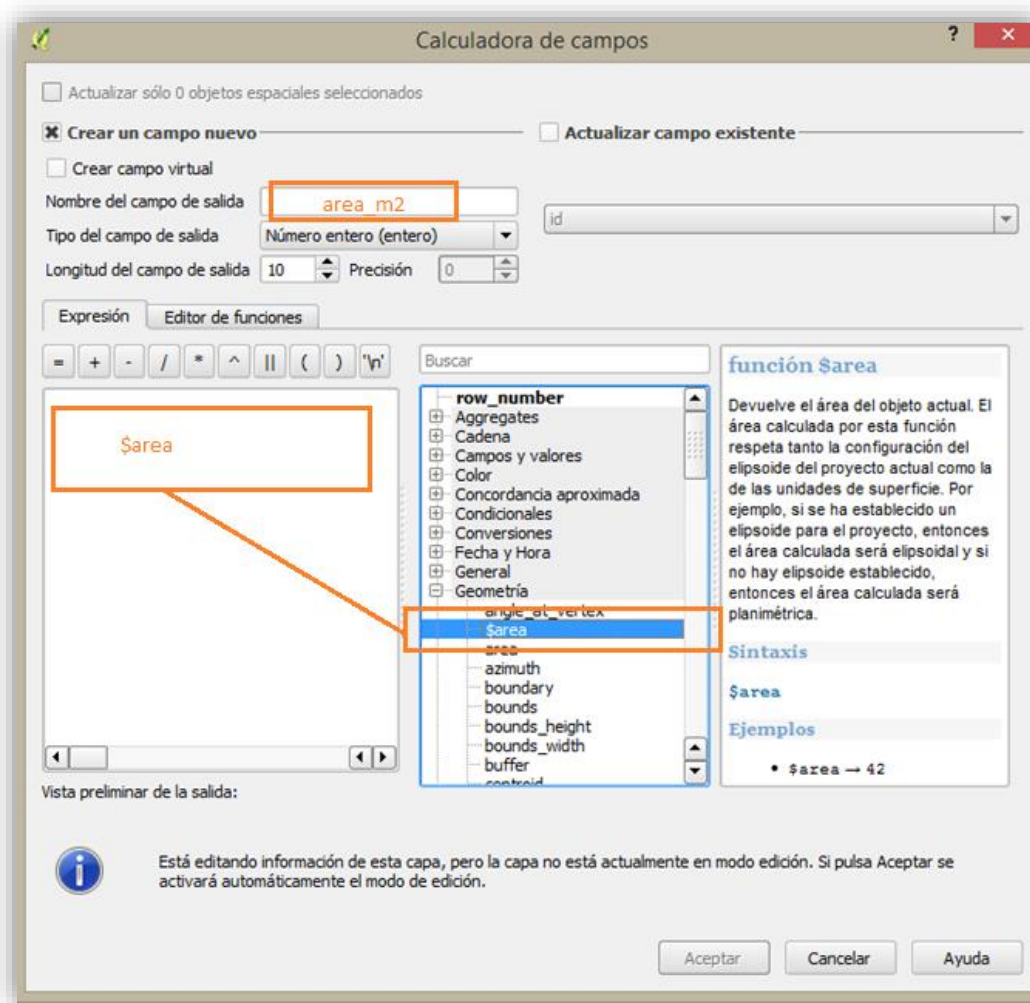 Calculadora de campos
?
Actualizar sólo 0 objetos espaciales seleccionados
Crear un campo nuevo
Actualizar campo existente
Crear campo virtual
Nombre del campo de salida
area_m2
id
Tipo del campo de salida
Número entero (entero)
Longitud del campo de salida
10
Precisión
0
Expresión
Editor de funciones
= + - / * ^ || ( ) '\n'
$area
Buscar
row_number
Aggregates
Cadena
Campos y valores
Color
Concordancia aproximada
Condicionales
Conversiones
Fecha y Hora
General
Geometría
angle_at_vertex
$area
area
azimuth
boundary
bounds
bounds_height
bounds_width
buffer
centroid
función $area
Devuelve el área del objeto actual. El
área calculada por esta función
respeta tanto la configuración del
elipsoide del proyecto actual como la
de las unidades de superficie. Por
ejemplo, si se ha establecido un
elipsoide para el proyecto, entonces
el área calculada será elipsoidal y si
no hay elipsoide establecido,
entonces el área calculada será
planimétrica.
Sintaxis
$area
Ejemplos
• $area → 42
Vista preliminar de la salida:
Está editando información de esta capa, pero la capa no está actualmente en modo edición. Si pulsa Aceptar se
activará automáticamente el modo de edición.
Aceptar
Cancelar
Ayuda